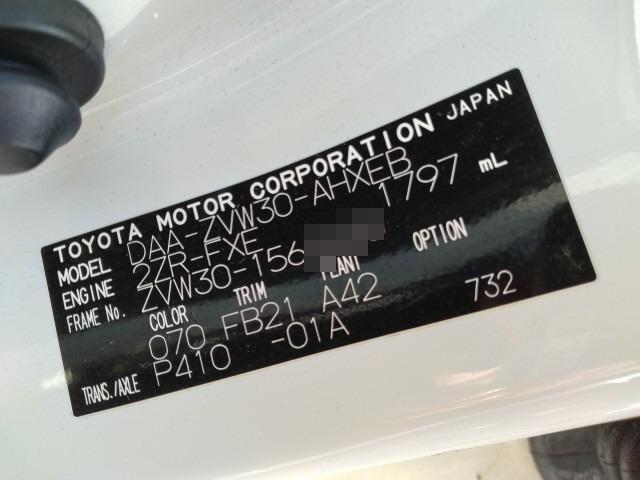 TOYOTA MOTOR CORPORATION JAPAN
MODEL DAA-ZVW30-AHXEB
ENGINE 2ZR-FXE 1797 mL
FRAME No. ZVW30-156
COLOR TRIM PLANT OPTION
070 FB21 A42 732
TRANS./AXLE P410 -01A